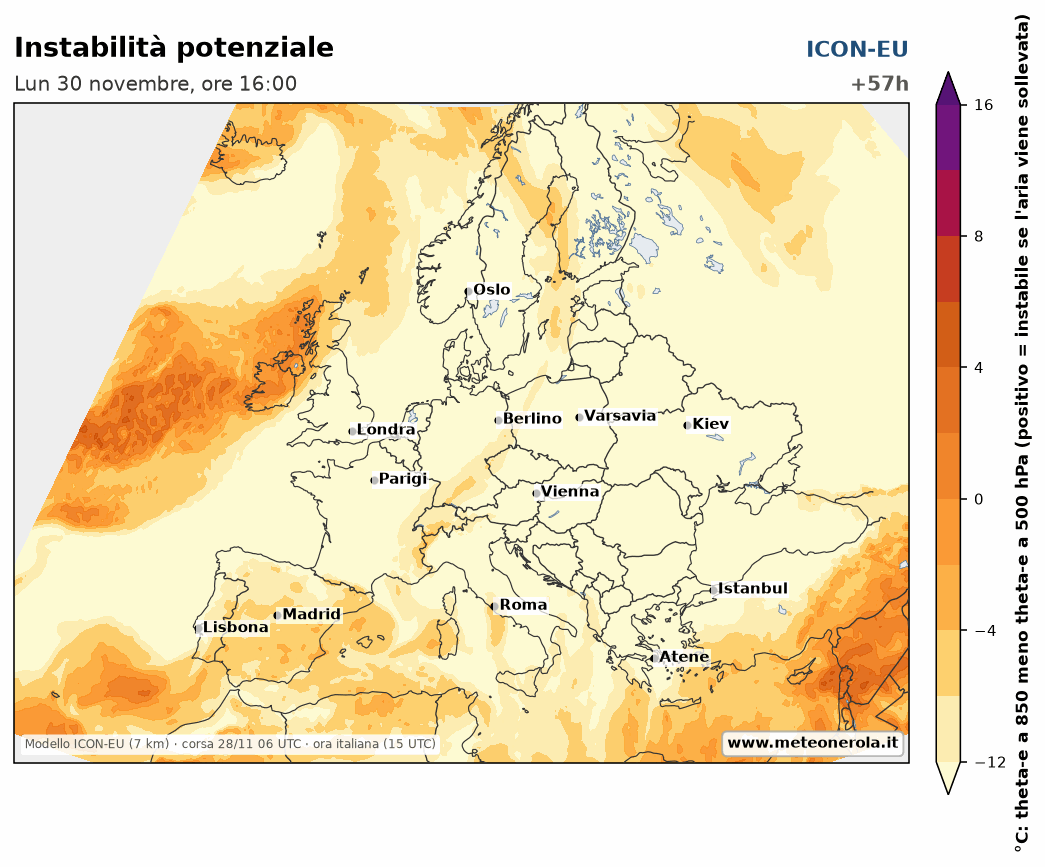 Instabilità potenziale
ICON-EU
Lun 30 novembre, ore 16:00
+57h
Oslo
Londra
Berlino
Varsavia
Kiev
Parigi
Vienna
Istanbul
Roma
Madrid
Lisbona
Atene
Modello ICON-EU (7 km) · corsa 28/11 06 UTC · ora italiana (15 UTC)
www.meteonerola.it
16
8
4
0
−4
−12
°C: theta-e a 850 meno theta-e a 500 hPa (positivo = instabile se l'aria viene sollevata)